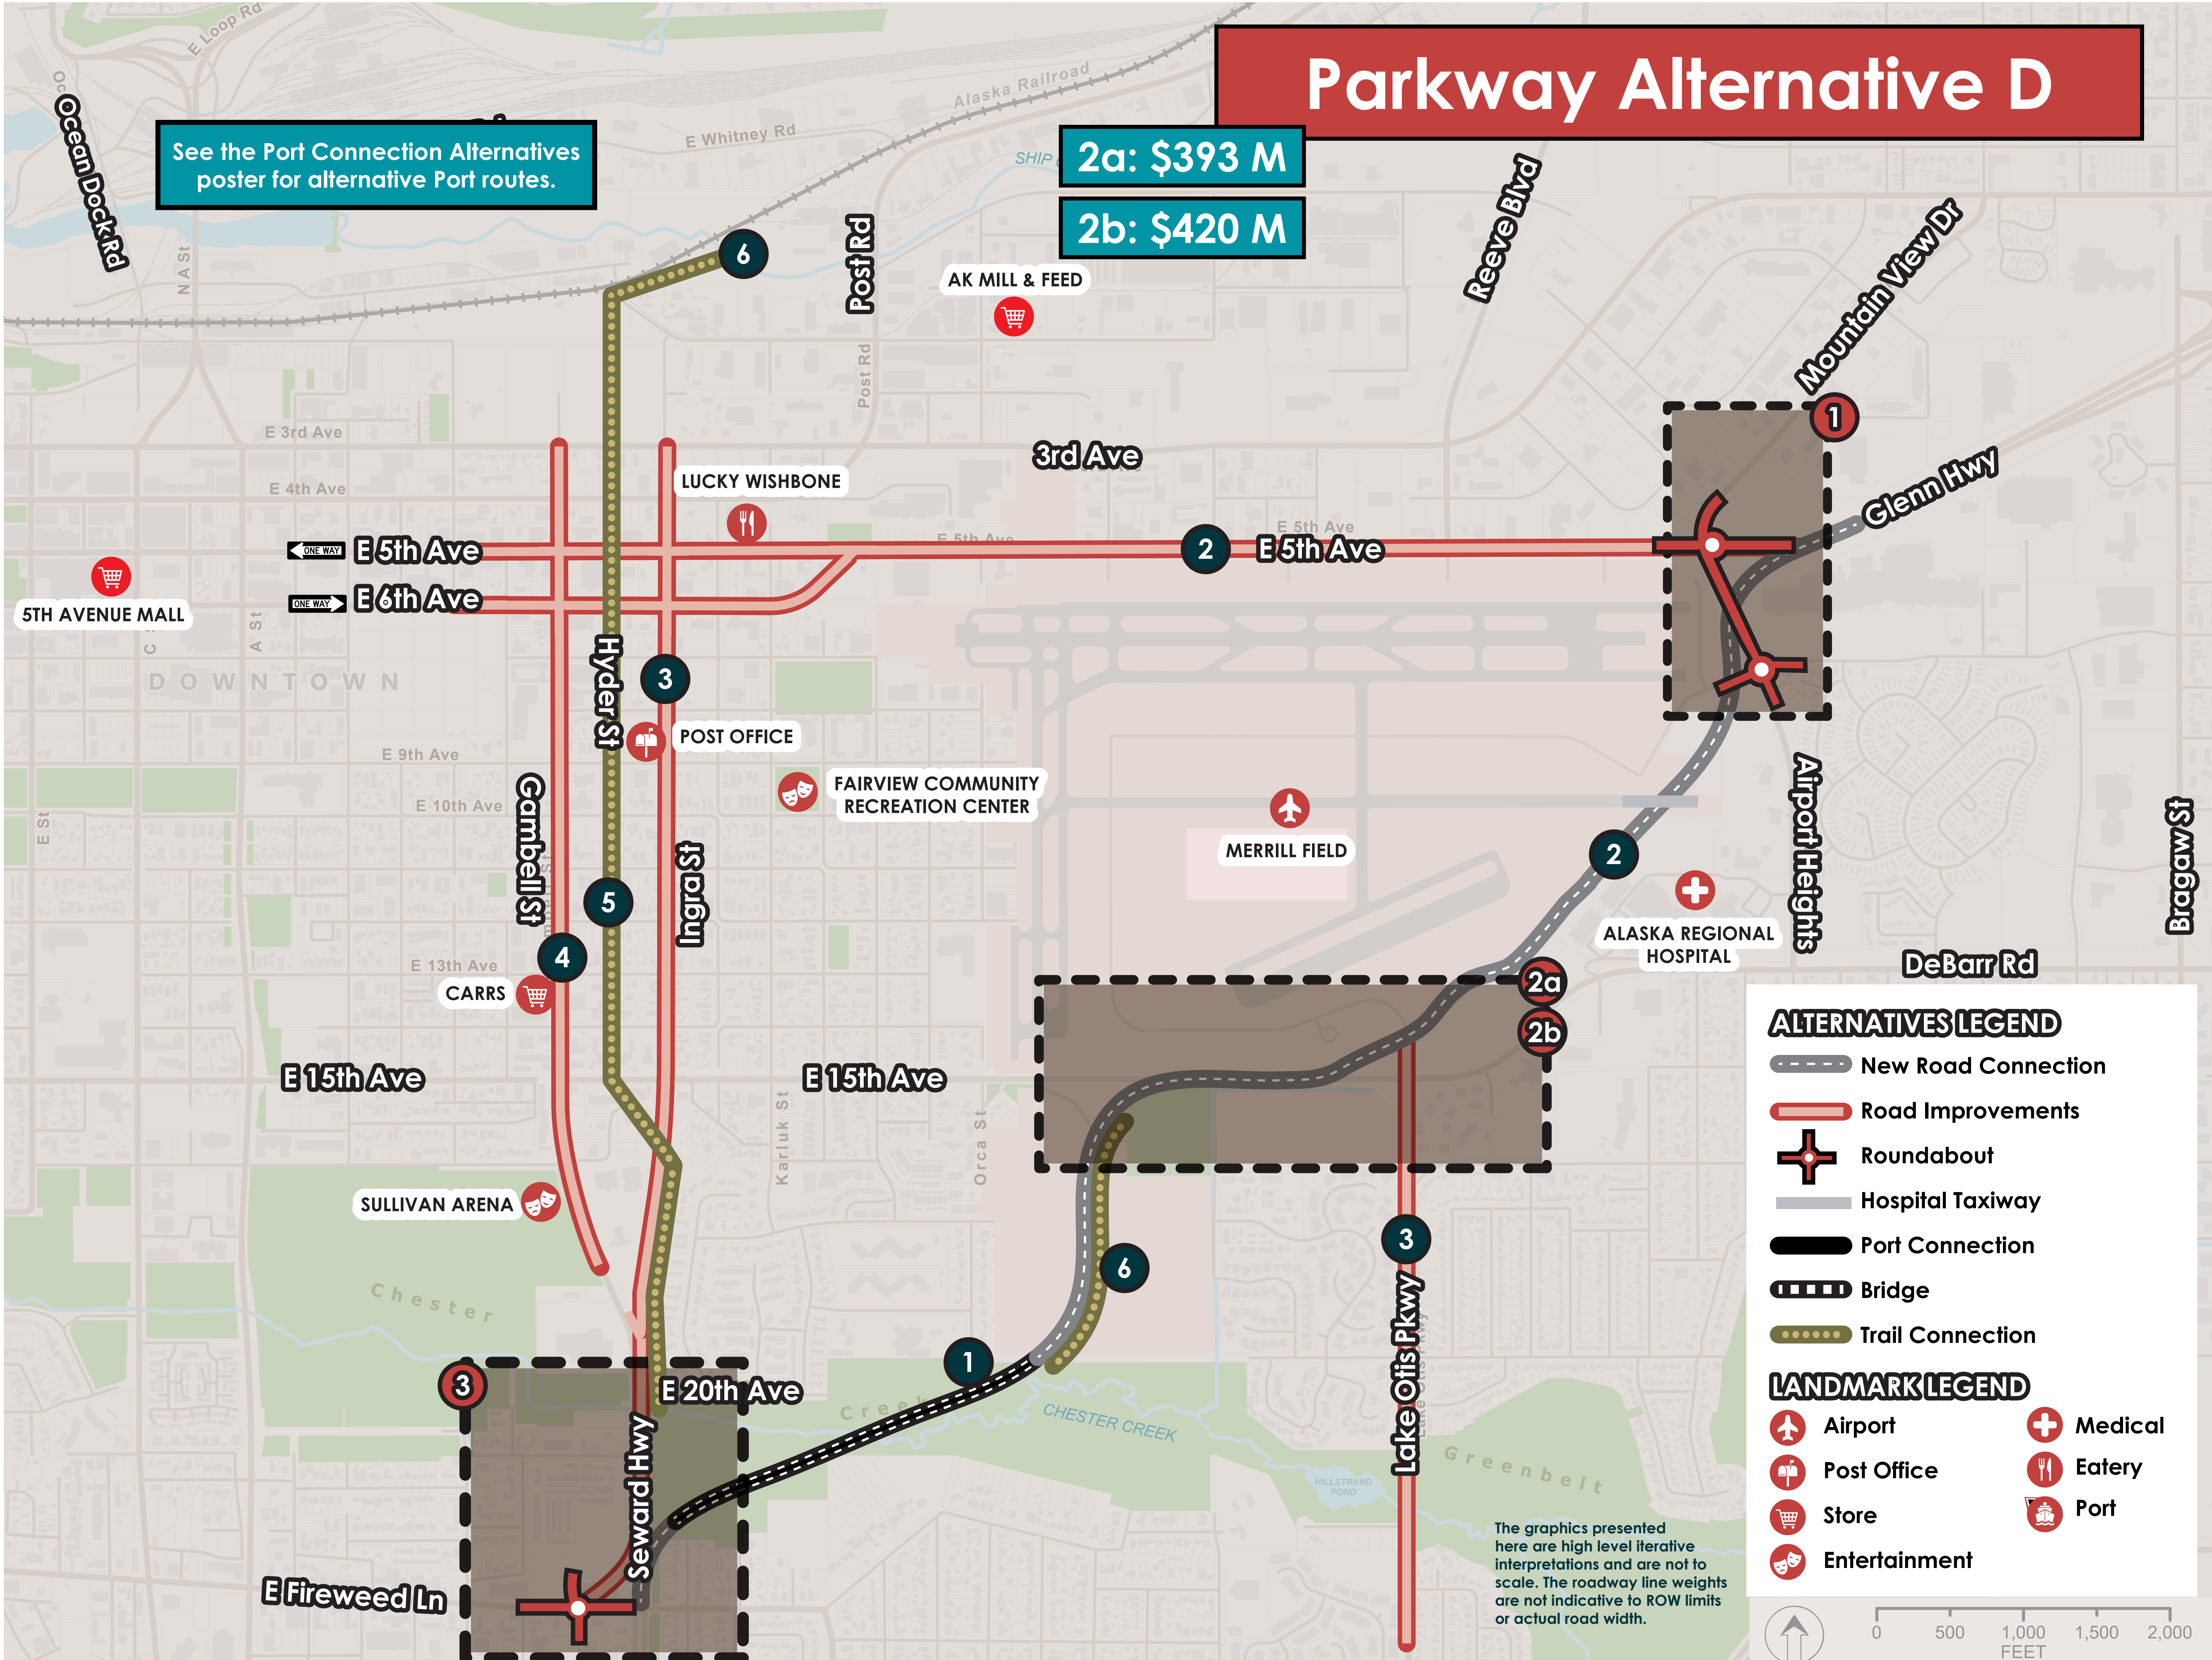 Parkway Alternative D
2a: $393 M
2b: $420 M
See the Port Connection Alternatives
poster for alternative Port routes.
E Loop Rd
Ocean Dock Rd
N A St
E Whitney Rd
Alaska Railroad
SHIP
Post Rd
Post Rd
Reeve Blvd
Mountain View Dr
Glenn Hwy
6
AK MILL & FEED
1
E 3rd Ave
3rd Ave
E 4th Ave
LUCKY WISHBONE
ONE WAY
E 5th Ave
E 5th Ave
2
E 5th Ave
E 5th Ave
ONE WAY
E 6th Ave
5TH AVENUE MALL
C S
A St
DOWNTOWN
Hyder St
3
POST OFFICE
E 9th Ave
E 10th Ave
E St
FAIRVIEW COMMUNITY
RECREATION CENTER
MERRILL FIELD
2
Airport Heights
Bragaw St
Gambell St
Ingra St
5
4
ALASKA REGIONAL
HOSPITAL
DeBarr Rd
E 13th Ave
CARRS
2a
2b
E 15th Ave
E 15th Ave
Karluk St
Orca St
SULLIVAN ARENA
3
6
Chester
Creek
CHESTER CREEK
Greenbelt
HILLSTRAND
POND
1
3
E 20th Ave
Seward Hwy
Lake Otis Pkwy
E Fireweed Ln
The graphics presented
here are high level iterative
interpretations and are not to
scale. The roadway line weights
are not indicative to ROW limits
or actual road width.
ALTERNATIVES LEGEND
New Road Connection
Road Improvements
Roundabout
Hospital Taxiway
Port Connection
Bridge
Trail Connection
LANDMARK LEGEND
Airport
Post Office
Store
Entertainment
Medical
Eatery
Port
0 500 1,000 1,500 2,000
FEET